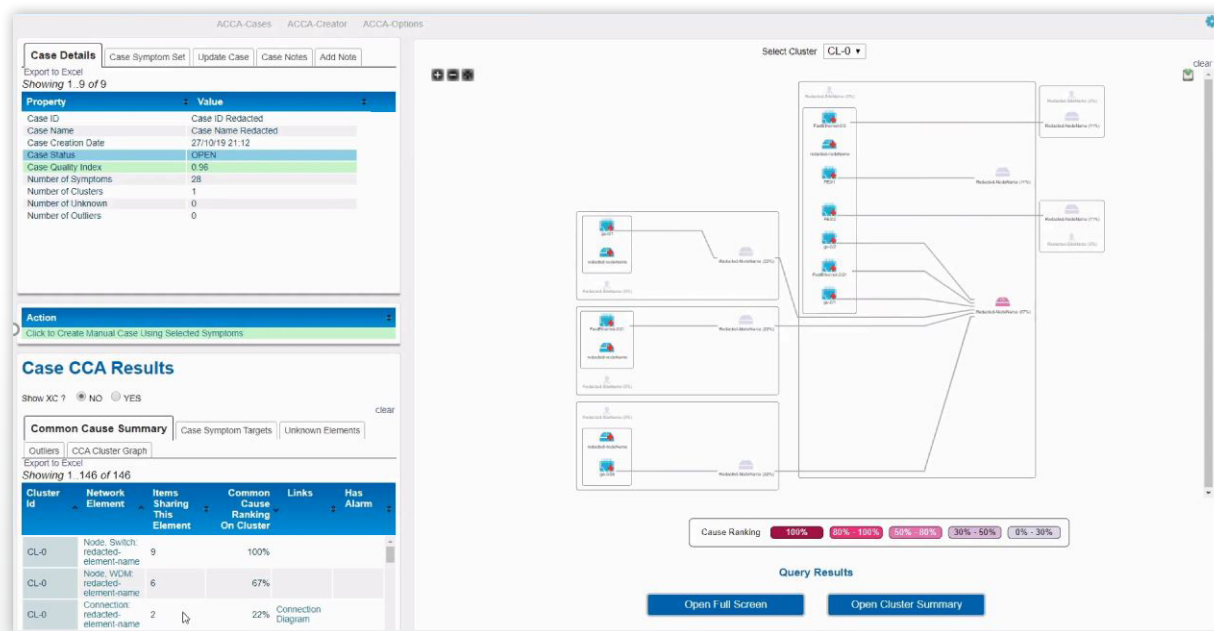 ACCA-Cases ACCA-Creator ACCA-Options
Case Details Case Symptom Set Update Case Case Notes Add Note
Export to Excel
Showing 1..9 of 9
Property Value
Case ID Case ID Redacted
Case Name Case Name Redacted
Case Creation Date 27/10/19 21:12
Case Status OPEN
Case Quality Index 0.96
Number of Symptoms 28
Number of Clusters 1
Number of Unknown 0
Number of Outliers 0
Action
Click to Create Manual Case Using Selected Symptoms
Case CCA Results
Show XC ? NO YES
clear
Common Cause Summary Case Symptom Targets Unknown Elements
Outliers CCA Cluster Graph
Export to Excel
Showing 1..146 of 146
Cluster Id Network Element Items Sharing This Element Common Cause Ranking On Cluster Links Has Alarm
CL-0 Node, Switch: redacted-element-name 9 100%
CL-0 Node, WDM: redacted-element-name 6 67%
CL-0 Connection: redacted-element-name 2 22% Connection Diagram
Select Cluster CL-0
clear
Cause Ranking 100% 80% - 100% 50% - 80% 30% - 50% 0% - 30%
Query Results
Open Full Screen Open Cluster Summary